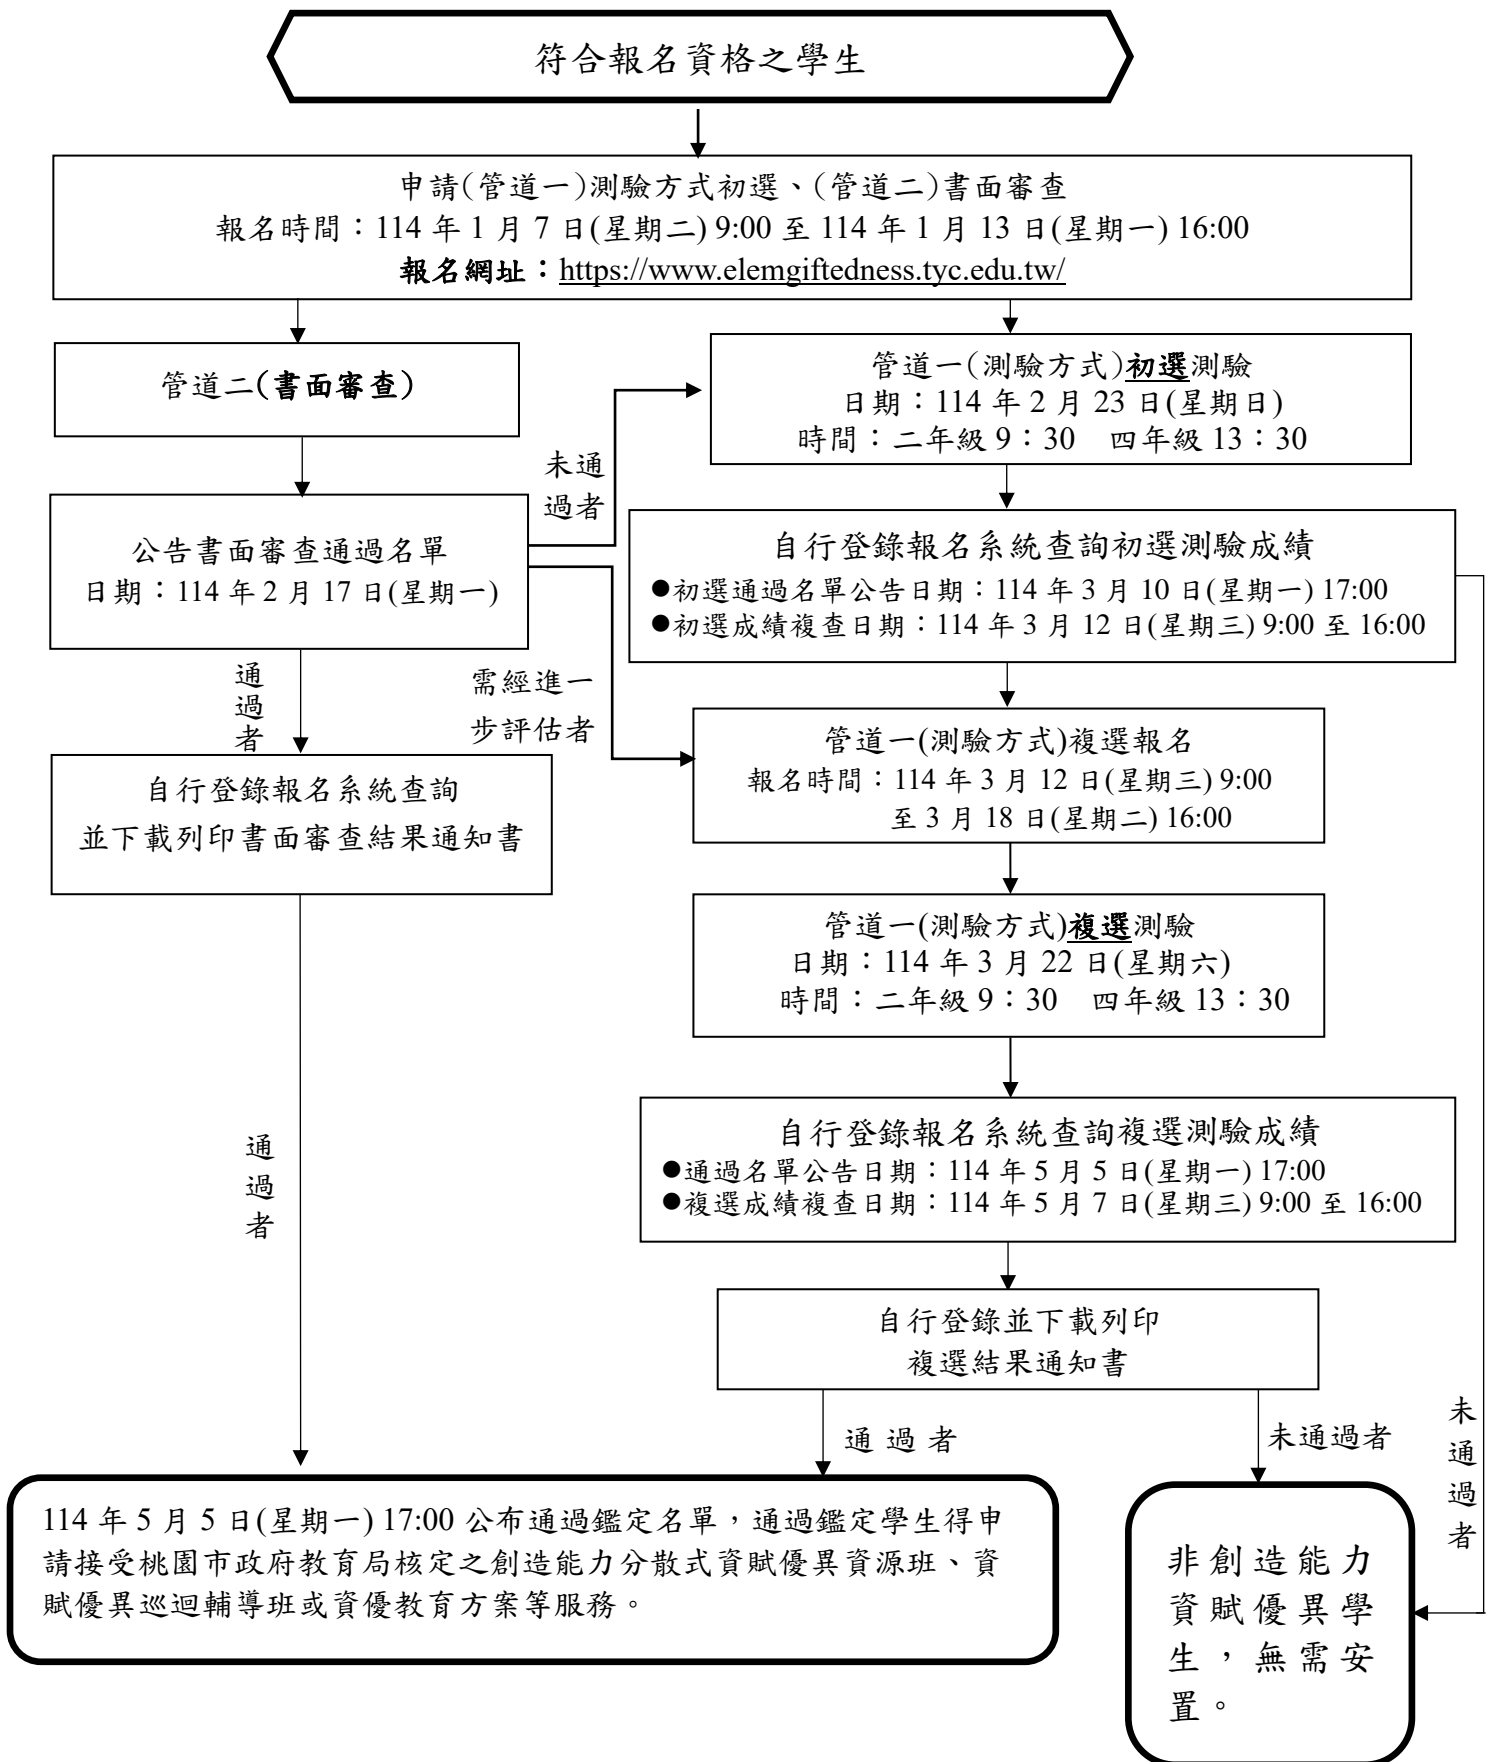 符合報名資格之學生
申請(管道一)測驗方式初選、(管道二)書面審查
報名時間：114 年 1 月 7 日(星期二) 9:00 至 114 年 1 月 13 日(星期一) 16:00
報名網址：https://www.elemgiftedness.tyc.edu.tw/
管道二(書面審查)
管道一(測驗方式)初選測驗
日期：114 年 2 月 23 日(星期日)
時間：二年級 9：30　四年級 13：30
未通
過者
公告書面審查通過名單
日期：114 年 2 月 17 日(星期一)
自行登錄報名系統查詢初選測驗成績
●初選通過名單公告日期：114 年 3 月 10 日(星期一) 17:00
●初選成績複查日期：114 年 3 月 12 日(星期三) 9:00 至 16:00
通
過
者
需經進一
步評估者
管道一(測驗方式)複選報名
報名時間：114 年 3 月 12 日(星期三) 9:00
至 3 月 18 日(星期二) 16:00
自行登錄報名系統查詢
並下載列印書面審查結果通知書
管道一(測驗方式)複選測驗
日期：114 年 3 月 22 日(星期六)
時間：二年級 9：30　四年級 13：30
通
過
者
自行登錄報名系統查詢複選測驗成績
●通過名單公告日期：114 年 5 月 5 日(星期一) 17:00
●複選成績複查日期：114 年 5 月 7 日(星期三) 9:00 至 16:00
自行登錄並下載列印
複選結果通知書
通 過 者
未通過者
未
通
過
者
114 年 5 月 5 日(星期一) 17:00 公布通過鑑定名單，通過鑑定學生得申
請接受桃園市政府教育局核定之創造能力分散式資賦優異資源班、資
賦優異巡迴輔導班或資優教育方案等服務。
非創造能力
資賦優異學
生，無需安
置。